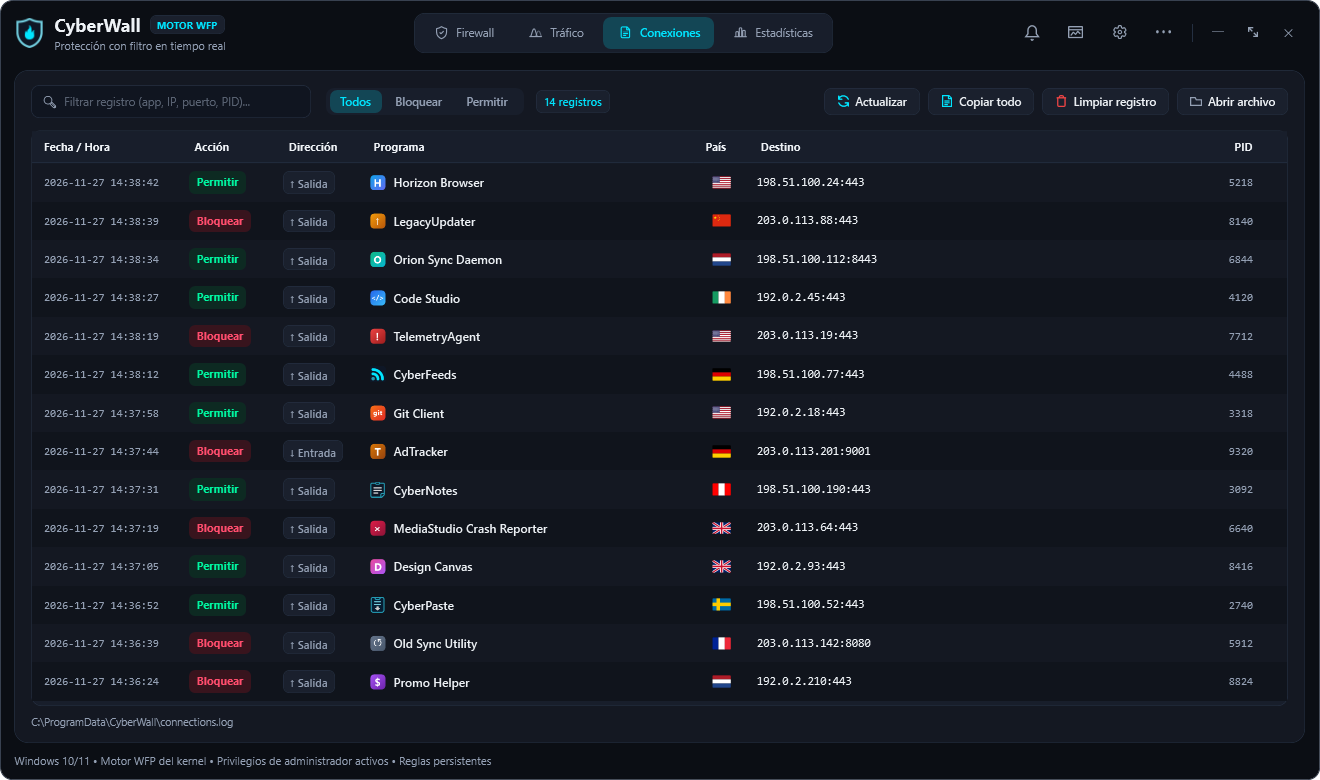 CyberWall MOTOR WFP
Protección con filtro en tiempo real
Firewall Tráfico Conexiones Estadísticas
Filtrar registro (app, IP, puerto, PID)... Todos Bloquear Permitir 14 registros Actualizar Copiar todo Limpiar registro Abrir archivo
Fecha / Hora Acción Dirección Programa País Destino PID
2026-11-27 14:38:42 Permitir ↑ Salida H Horizon Browser 198.51.100.24:443 5218
2026-11-27 14:38:39 Bloquear ↑ Salida ↑ LegacyUpdater 203.0.113.88:443 8140
2026-11-27 14:38:34 Permitir ↑ Salida O Orion Sync Daemon 198.51.100.112:8443 6844
2026-11-27 14:38:27 Permitir ↑ Salida </> Code Studio 192.0.2.45:443 4120
2026-11-27 14:38:19 Bloquear ↑ Salida ! TelemetryAgent 203.0.113.19:443 7712
2026-11-27 14:38:12 Permitir ↑ Salida CyberFeeds 198.51.100.77:443 4488
2026-11-27 14:37:58 Permitir ↑ Salida git Git Client 192.0.2.18:443 3318
2026-11-27 14:37:44 Bloquear ↓ Entrada T AdTracker 203.0.113.201:9001 9320
2026-11-27 14:37:31 Permitir ↑ Salida CyberNotes 198.51.100.190:443 3092
2026-11-27 14:37:19 Bloquear ↑ Salida × MediaStudio Crash Reporter 203.0.113.64:443 6640
2026-11-27 14:37:05 Permitir ↑ Salida D Design Canvas 192.0.2.93:443 8416
2026-11-27 14:36:52 Permitir ↑ Salida CyberPaste 198.51.100.52:443 2740
2026-11-27 14:36:39 Bloquear ↑ Salida Old Sync Utility 203.0.113.142:8080 5912
2026-11-27 14:36:24 Bloquear ↑ Salida $ Promo Helper 192.0.2.210:443 8824
C:\ProgramData\CyberWall\connections.log
Windows 10/11 • Motor WFP del kernel • Privilegios de administrador activos • Reglas persistentes